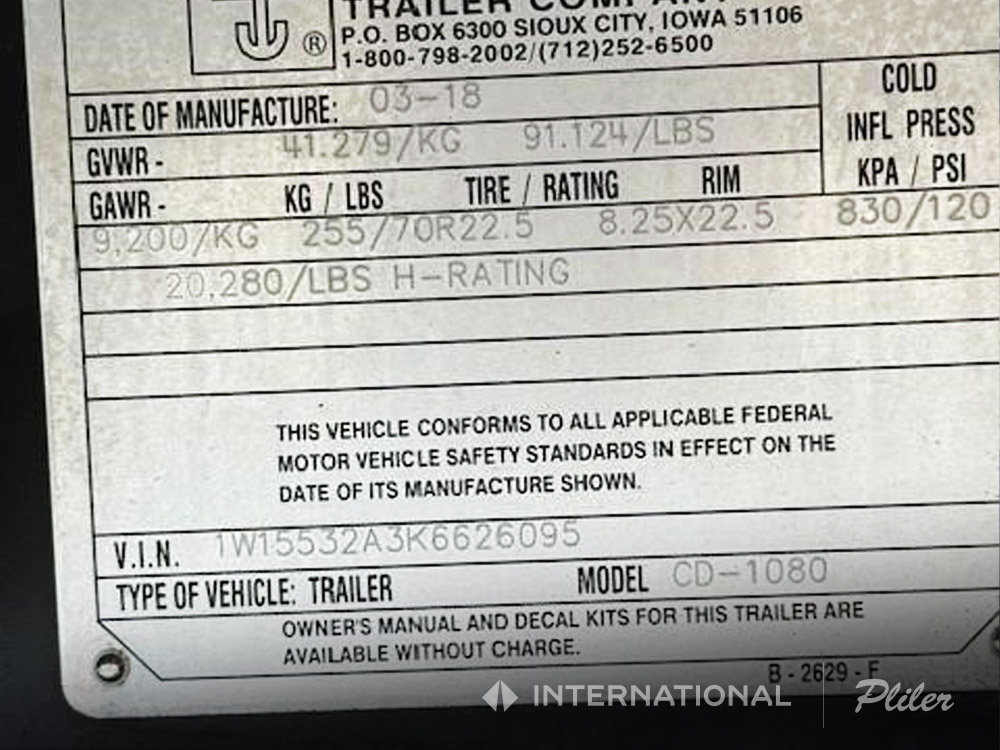 TRAILER COMPANY
P.O. BOX 6300 SIOUX CITY, IOWA 51106
®
1-800-798-2002/(712)252-6500
DATE OF MANUFACTURE: 03-18
COLD
INFL PRESS
KPA / PSI
GVWR - 41.279/KG 91.124/LBS
GAWR - KG / LBS TIRE / RATING RIM
9,200/KG 255/70R22.5 8.25X22.5 830/120
20,280/LBS H-RATING
THIS VEHICLE CONFORMS TO ALL APPLICABLE FEDERAL
MOTOR VEHICLE SAFETY STANDARDS IN EFFECT ON THE
DATE OF ITS MANUFACTURE SHOWN.
V.I.N. 1W15532A3K6626095
TYPE OF VEHICLE: TRAILER MODEL CD-1080
OWNER'S MANUAL AND DECAL KITS FOR THIS TRAILER ARE
AVAILABLE WITHOUT CHARGE.
B - 2629 - F
INTERNATIONAL Pliler